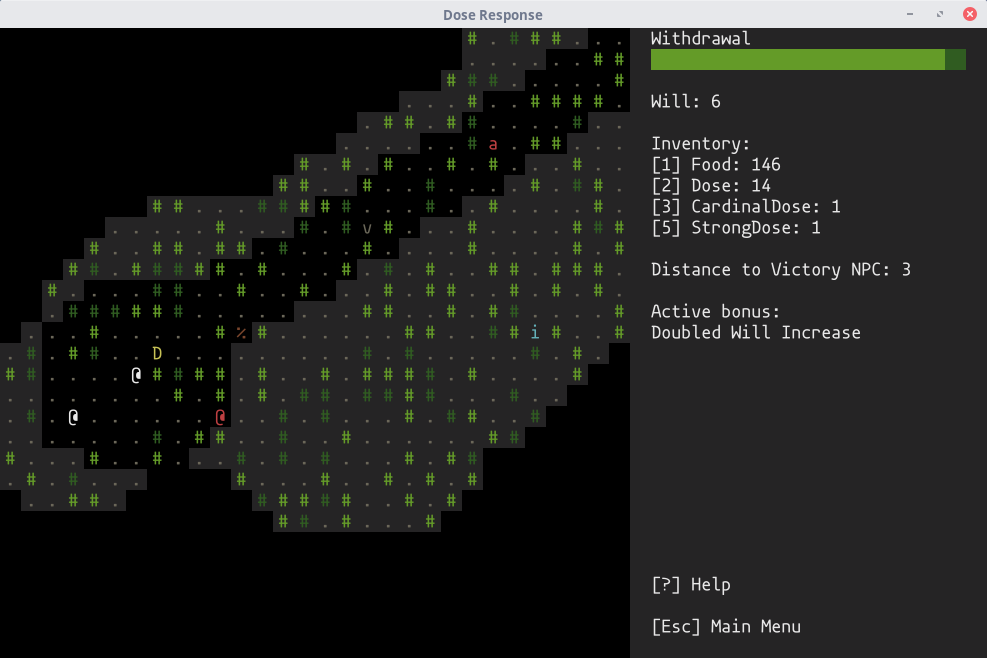 Dose Response
Withdrawal
Will: 6
Inventory:
[1] Food: 146
[2] Dose: 14
[3] CardinalDose: 1
[5] StrongDose: 1
Distance to Victory NPC: 3
Active bonus:
Doubled Will Increase
a
v
%
i
D
@
@ @
[?] Help
[Esc] Main Menu